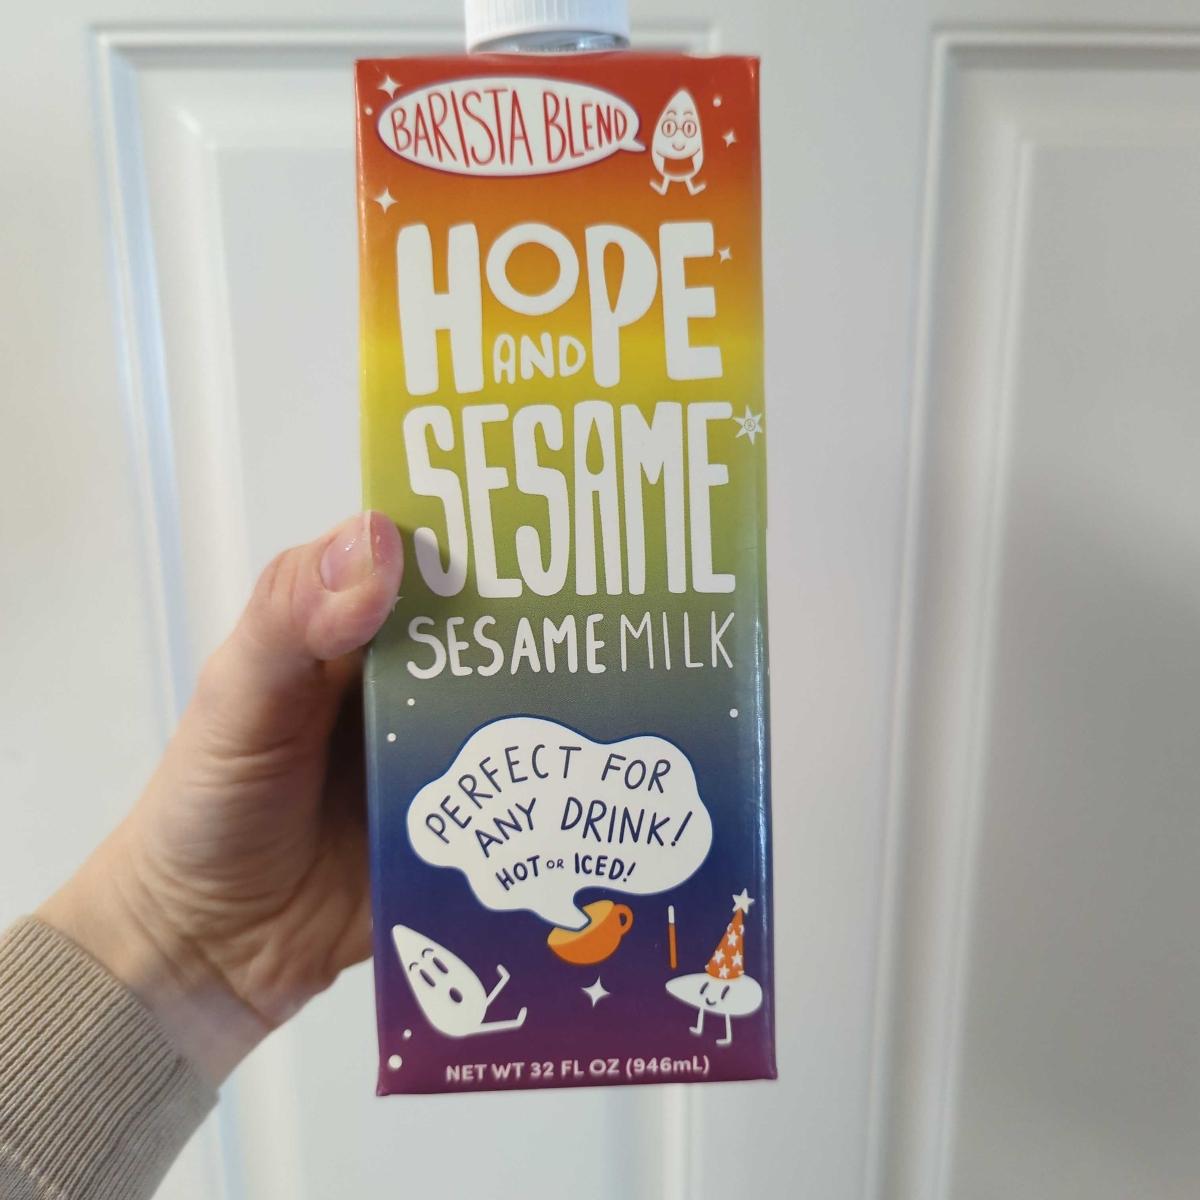 BARISTA BLEND
HOPE
AND
SESAME
SESAME MILK
PERFECT FOR
ANY DRINK!
HOT OR ICED!
NET WT 32 FL OZ (946mL)